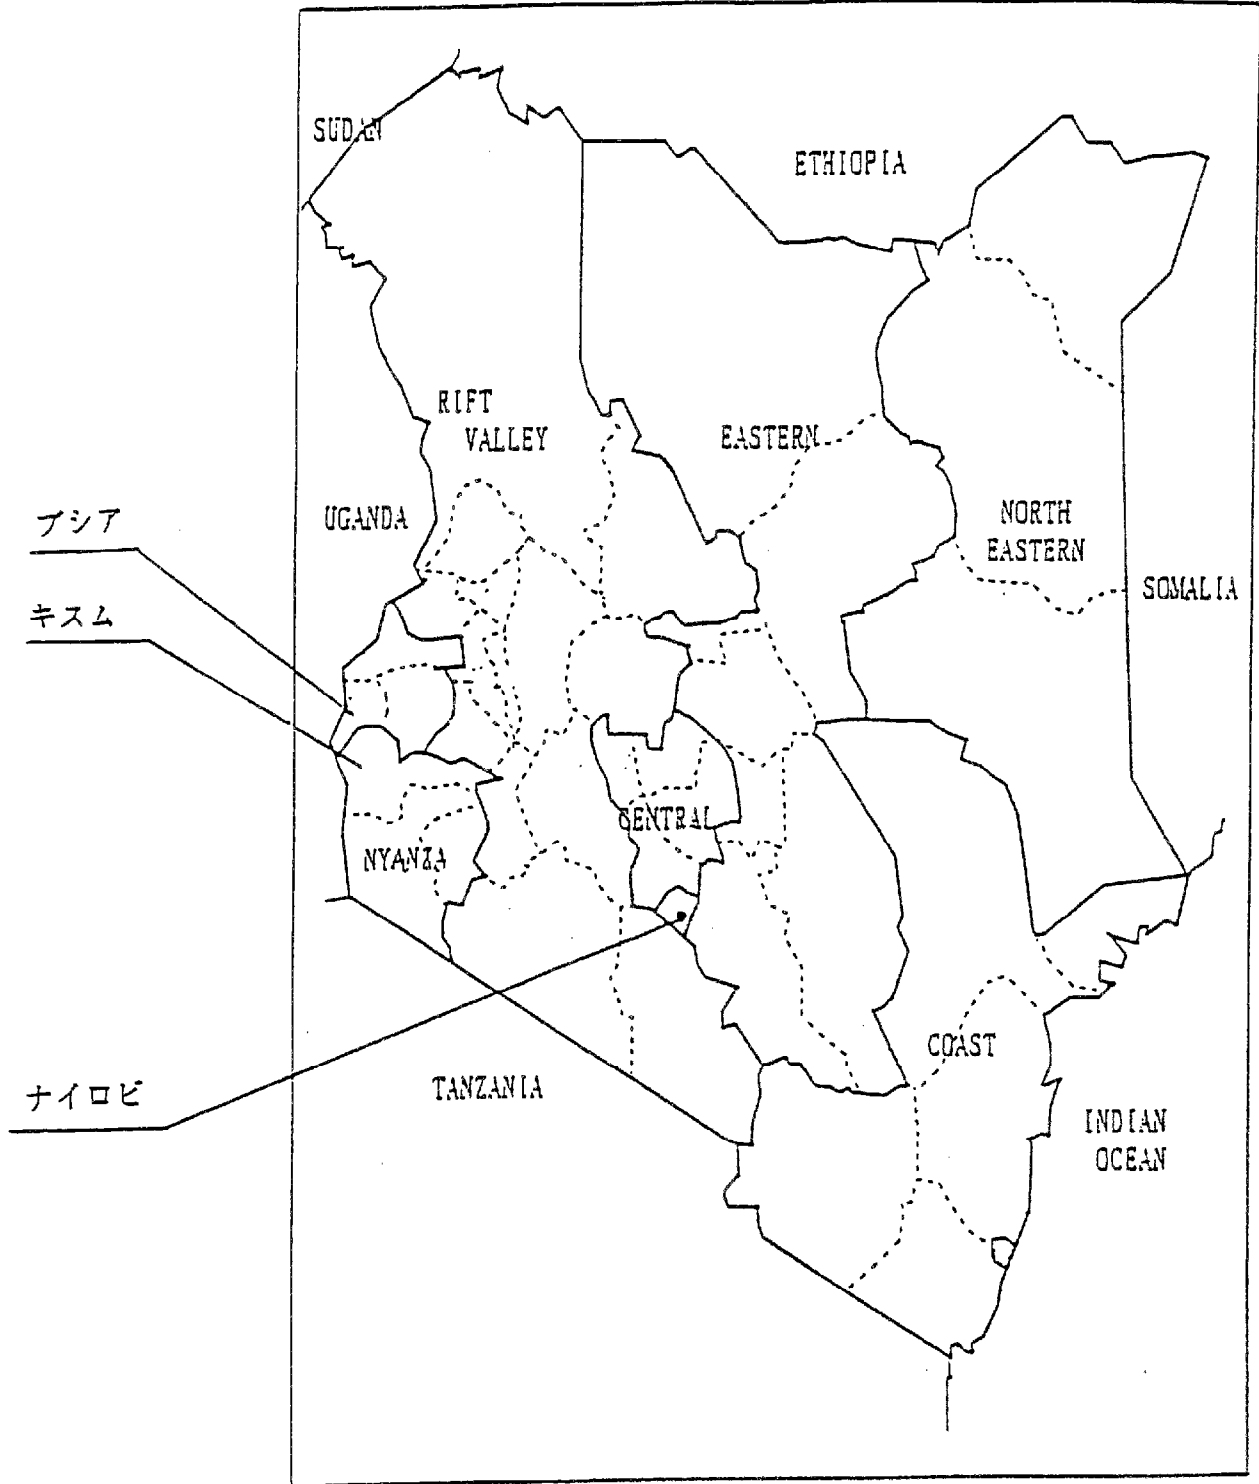 SUDAN
ETHIOPIA
RIFT
VALLEY
EASTERN
UGANDA
NORTH
EASTERN
SOMALIA
ブシア
キスム
CENTRAL
NYANZA
COAST
TANZANIA
ナイロビ
INDIAN
OCEAN